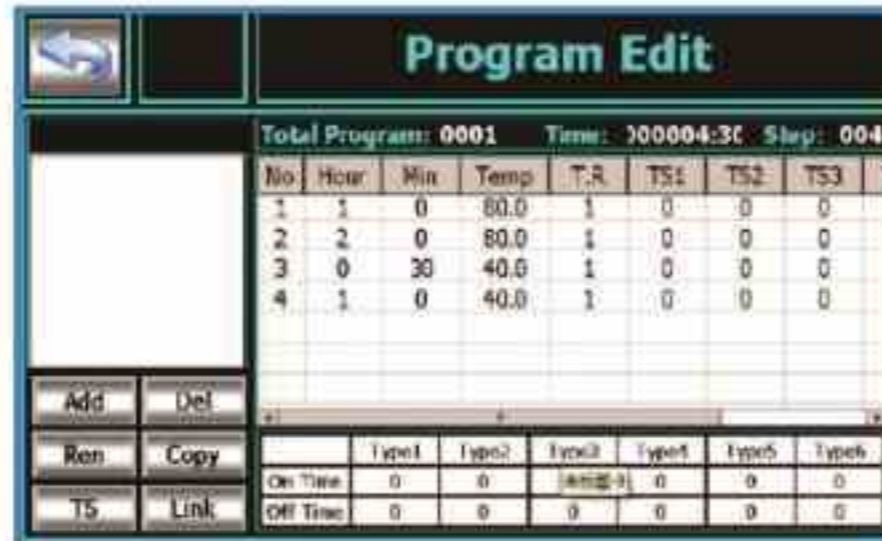 Program Edit
Total Program: 0001 Time: 000004:30 Step: 004
No Hour Min Temp T.R. TS1 TS2 TS3
1 1 0 80.0 1 0 0 0
2 2 0 80.0 1 0 0 0
3 0 30 40.0 1 0 0 0
4 1 0 40.0 1 0 0 0
Add Del
Ren Copy
TS Link
Type1 Type2 Type3 Type4 Type5 Type6
On Time 0 0 0 0 0
Off Time 0 0 0 0 0 0